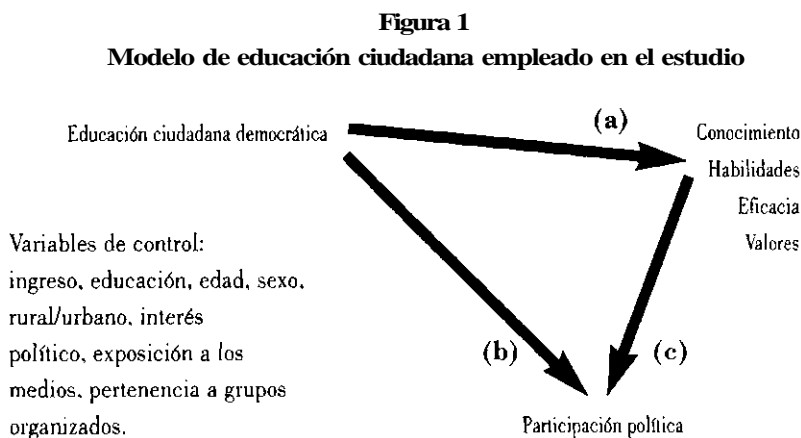 Figura 1
Modelo de educación ciudadana empleado en el estudio
(a)
Educación ciudadana democrática
Conocimiento
Habilidades
Eficacia
Valores
Variables de control:
ingreso, educación, edad, sexo,
rural/urbano, interés
político, exposición a los
medios, pertenencia a grupos
organizados.
(b)
(c)
Participación política